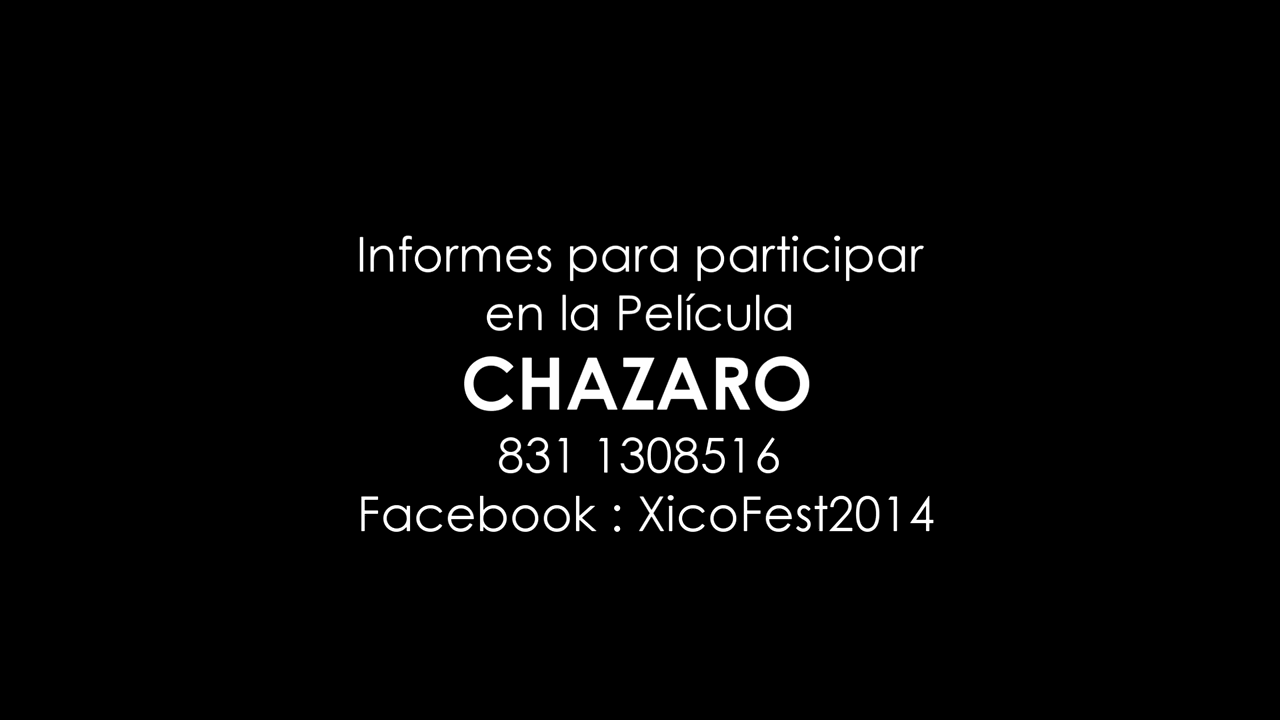 Informes para participar
en la Película
CHAZARO
831 1308516
Facebook : XicoFest2014